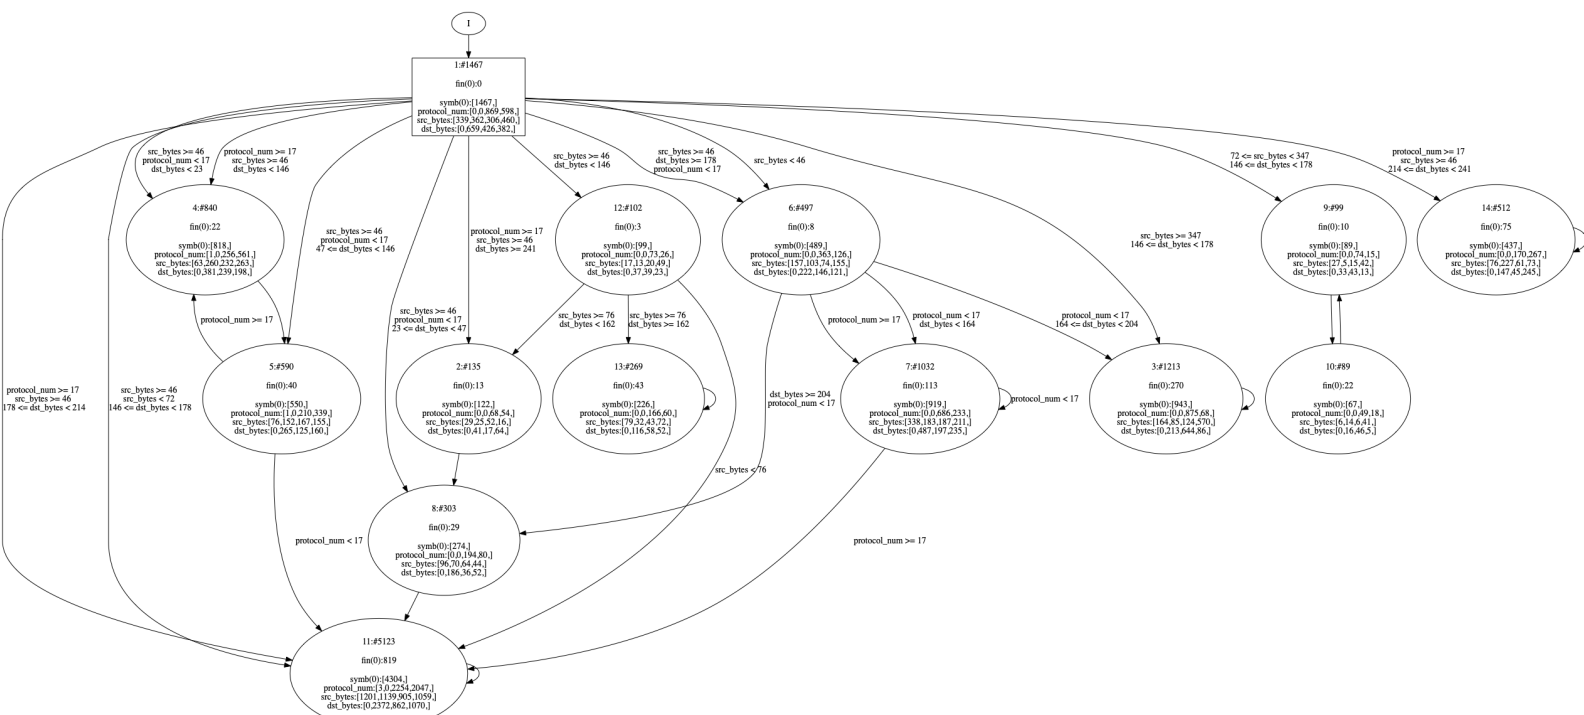 I
1:#1467
fin(0):0
symb(0):[1467,]
protocol_num:[0,0,869,598,]
src_bytes:[339,362,306,460,]
dst_bytes:[0,659,426,382,]
src_bytes >= 46
protocol_num < 17
dst_bytes < 23
protocol_num >= 17
src_bytes >= 46
dst_bytes < 146
src_bytes >= 46
dst_bytes < 146
src_bytes >= 46
dst_bytes >= 178
protocol_num < 17
src_bytes < 46
72 <= src_bytes < 347
146 <= dst_bytes < 178
protocol_num >= 17
src_bytes >= 46
214 <= dst_bytes < 241
4:#840
fin(0):22
symb(0):[818,]
protocol_num:[1,0,256,561,]
src_bytes:[63,260,232,263,]
dst_bytes:[0,381,239,198,]
src_bytes >= 46
protocol_num < 17
47 <= dst_bytes < 146
protocol_num >= 17
src_bytes >= 46
dst_bytes >= 241
12:#102
fin(0):3
symb(0):[99,]
protocol_num:[0,0,73,26,]
src_bytes:[17,13,20,49,]
dst_bytes:[0,37,39,23,]
6:#497
fin(0):8
symb(0):[489,]
protocol_num:[0,0,363,126,]
src_bytes:[157,103,74,155,]
dst_bytes:[0,222,146,121,]
src_bytes >= 347
146 <= dst_bytes < 178
9:#99
fin(0):10
symb(0):[89,]
protocol_num:[0,0,74,15,]
src_bytes:[27,5,15,42,]
dst_bytes:[0,33,43,13,]
14:#512
fin(0):75
symb(0):[437,]
protocol_num:[0,0,170,267,]
src_bytes:[76,227,61,73,]
dst_bytes:[0,147,45,245,]
protocol_num >= 17
src_bytes >= 46
protocol_num < 17
23 <= dst_bytes < 47
src_bytes >= 76
dst_bytes < 162
src_bytes >= 76
dst_bytes >= 162
protocol_num >= 17
protocol_num < 17
dst_bytes < 164
protocol_num < 17
164 <= dst_bytes < 204
protocol_num >= 17
src_bytes >= 46
178 <= dst_bytes < 214
src_bytes >= 46
src_bytes < 72
146 <= dst_bytes < 178
5:#590
fin(0):40
symb(0):[550,]
protocol_num:[1,0,210,339,]
src_bytes:[76,152,167,155,]
dst_bytes:[0,265,125,160,]
2:#135
fin(0):13
symb(0):[122,]
protocol_num:[0,0,68,54,]
src_bytes:[29,25,52,16,]
dst_bytes:[0,41,17,64,]
13:#269
fin(0):43
symb(0):[226,]
protocol_num:[0,0,166,60,]
src_bytes:[79,32,43,72,]
dst_bytes:[0,116,58,52,]
dst_bytes >= 204
protocol_num < 17
7:#1032
fin(0):113
symb(0):[919,]
protocol_num:[0,0,686,233,]
src_bytes:[338,183,187,211,]
dst_bytes:[0,487,197,235,]
protocol_num < 17
3:#1213
fin(0):270
symb(0):[943,]
protocol_num:[0,0,875,68,]
src_bytes:[164,85,124,570,]
dst_bytes:[0,213,644,86,]
10:#89
fin(0):22
symb(0):[67,]
protocol_num:[0,0,49,18,]
src_bytes:[6,14,6,41,]
dst_bytes:[0,16,46,5,]
src_bytes < 76
protocol_num < 17
8:#303
fin(0):29
symb(0):[274,]
protocol_num:[0,0,194,80,]
src_bytes:[96,70,64,44,]
dst_bytes:[0,186,36,52,]
protocol_num >= 17
11:#5123
fin(0):819
symb(0):[4304,]
protocol_num:[3,0,2254,2047,]
src_bytes:[1201,1139,905,1059,]
dst_bytes:[0,2372,862,1070,]